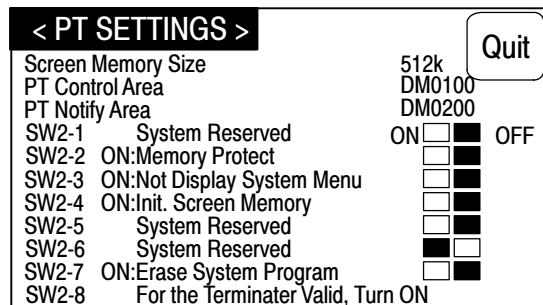 < PT SETTINGS >
Quit
Screen Memory Size 512k
PT Control Area DM0100
PT Notify Area DM0200
SW2-1 System Reserved ON OFF
SW2-2 ON:Memory Protect
SW2-3 ON:Not Display System Menu
SW2-4 ON:Init. Screen Memory
SW2-5 System Reserved
SW2-6 System Reserved
SW2-7 ON:Erase System Program
SW2-8 For the Terminater Valid, Turn ON